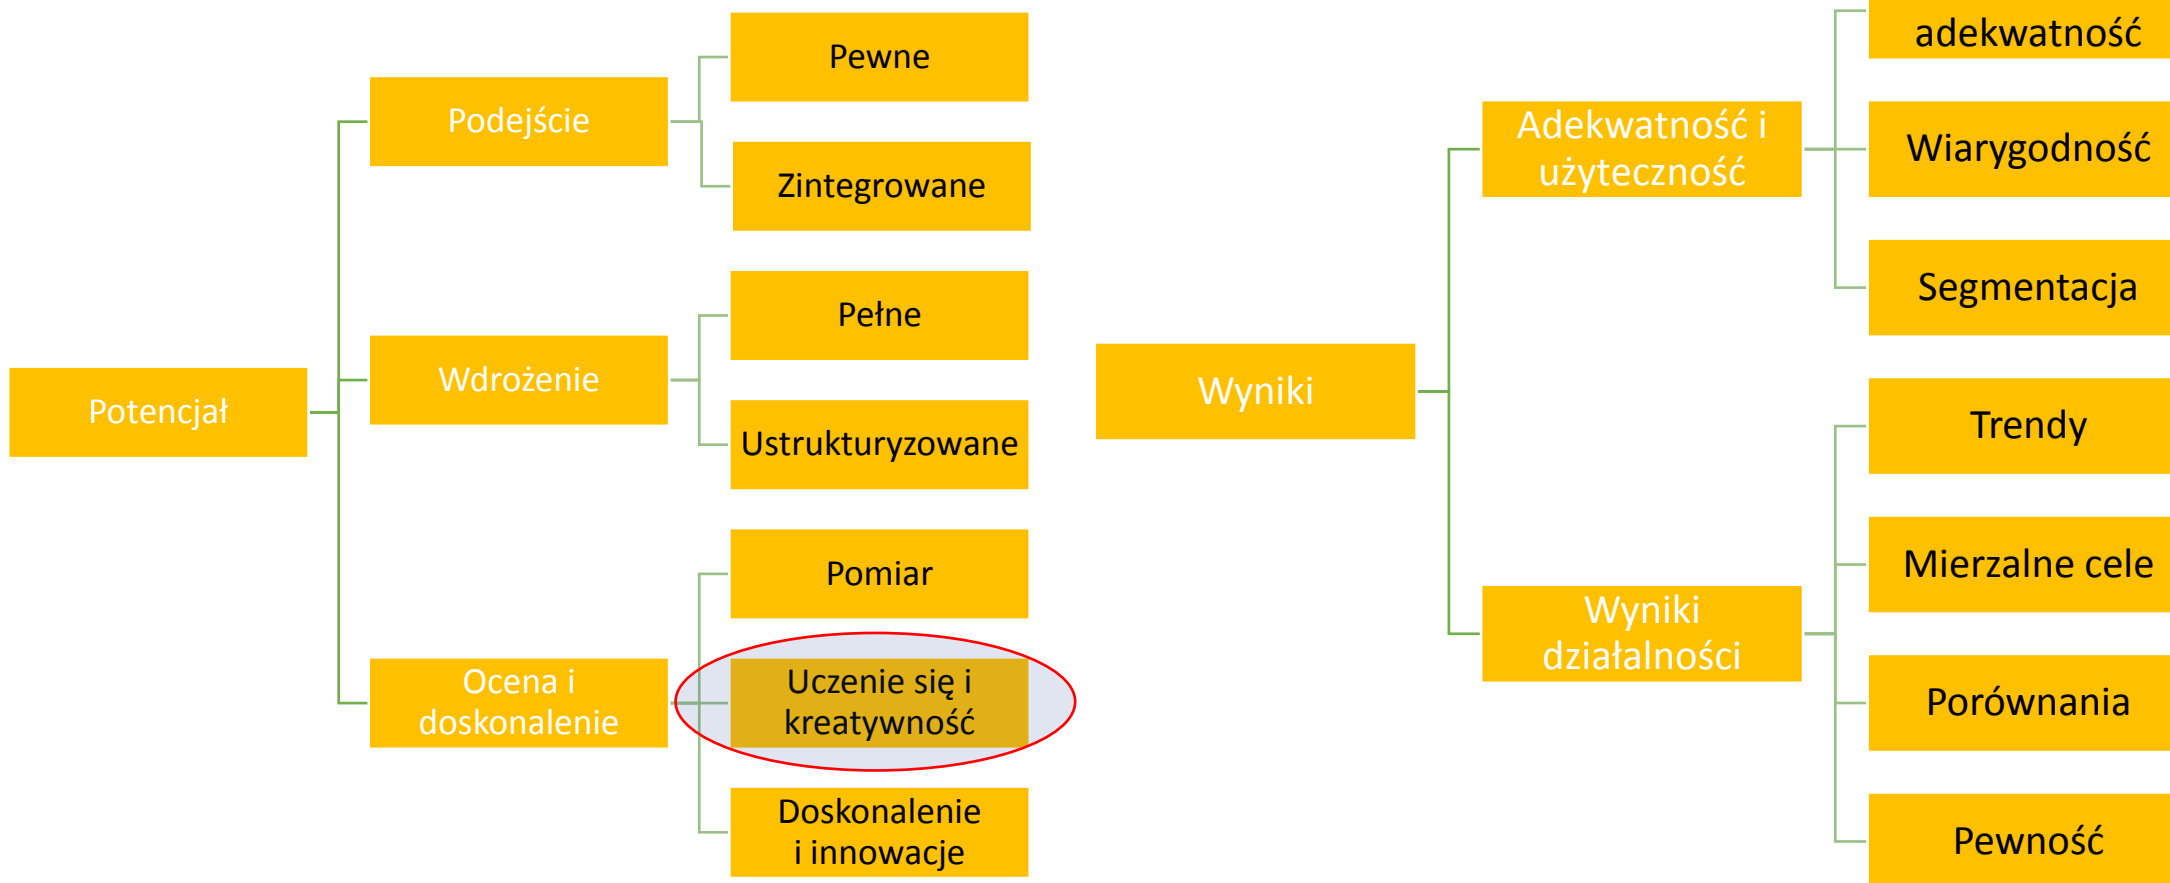 Potencjał
Podejście
Pewne
Zintegrowane
Wdrożenie
Pełne
Ustrukturyzowane
Ocena i
doskonalenie
Pomiar
Uczenie się i
kreatywność
Doskonalenie
i innowacje
Wyniki
Adekwatność i
użyteczność
adekwatność
Wiarygodność
Segmentacja
Wyniki
działalności
Trendy
Mierzalne cele
Porównania
Pewność